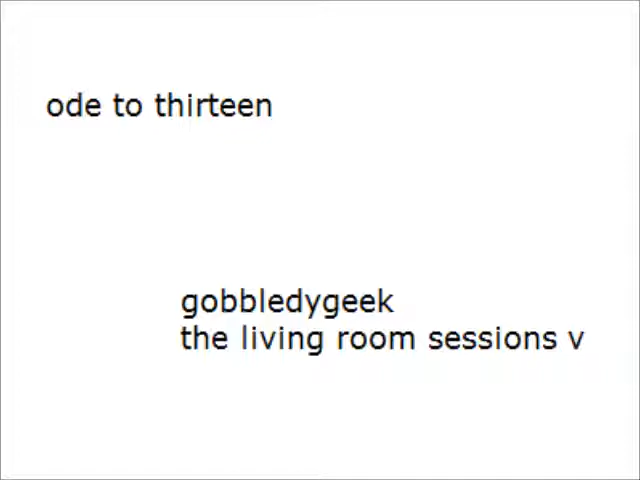 ode to thirteen
gobbledygeek
the living room sessions v